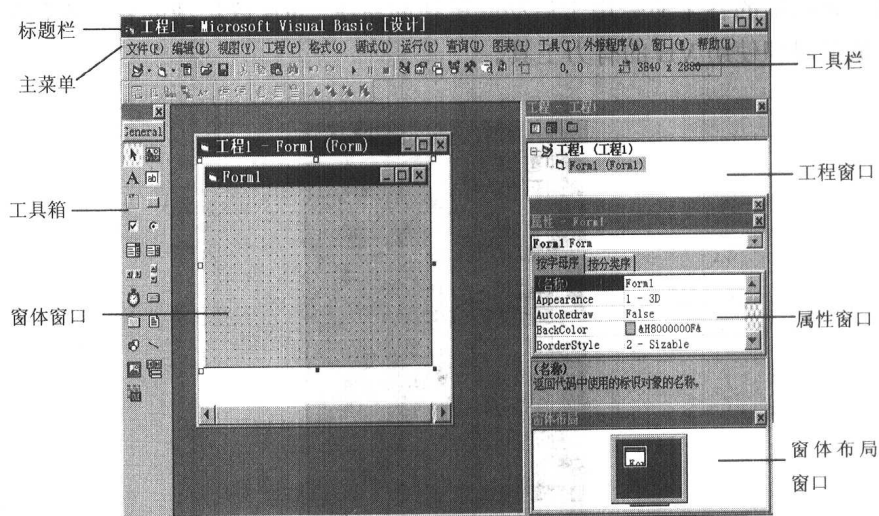 标题栏
工程1 - Microsoft Visual Basic [设计]
主菜单
文件(F) 编辑(E) 视图(V) 工程(P) 格式(O) 调试(D) 运行(R) 查询(U) 图表(I) 工具(T) 外接程序(A) 窗口(W) 帮助(H)
工具栏
0, 0
3840 x 2880
工具箱
General
窗体窗口
工程1 - Form1 (Form)
Form1
工程 - 工程1
工程1 (工程1)
Form1 (Form1)
工程窗口
属性 - Form1
Form1 Form
按字母序 按分类序
(名称) Form1
Appearance 1 - 3D
AutoRedraw False
BackColor &H8000000F&
BorderStyle 2 - Sizable
(名称)
返回代码中使用的标识对象的名称。
属性窗口
窗体布局
窗体布局
窗口